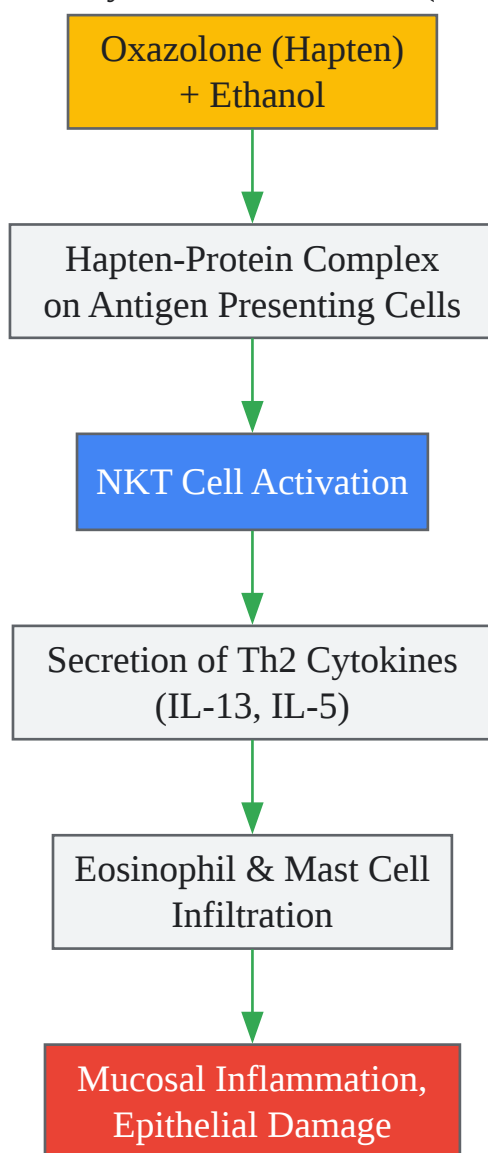 Oxazolone (Hapten)
+ Ethanol
Hapten-Protein Complex
on Antigen Presenting Cells
NKT Cell Activation
Secretion of Th2 Cytokines
(IL-13, IL-5)
Eosinophil & Mast Cell
Infiltration
Mucosal Inflammation,
Epithelial Damage